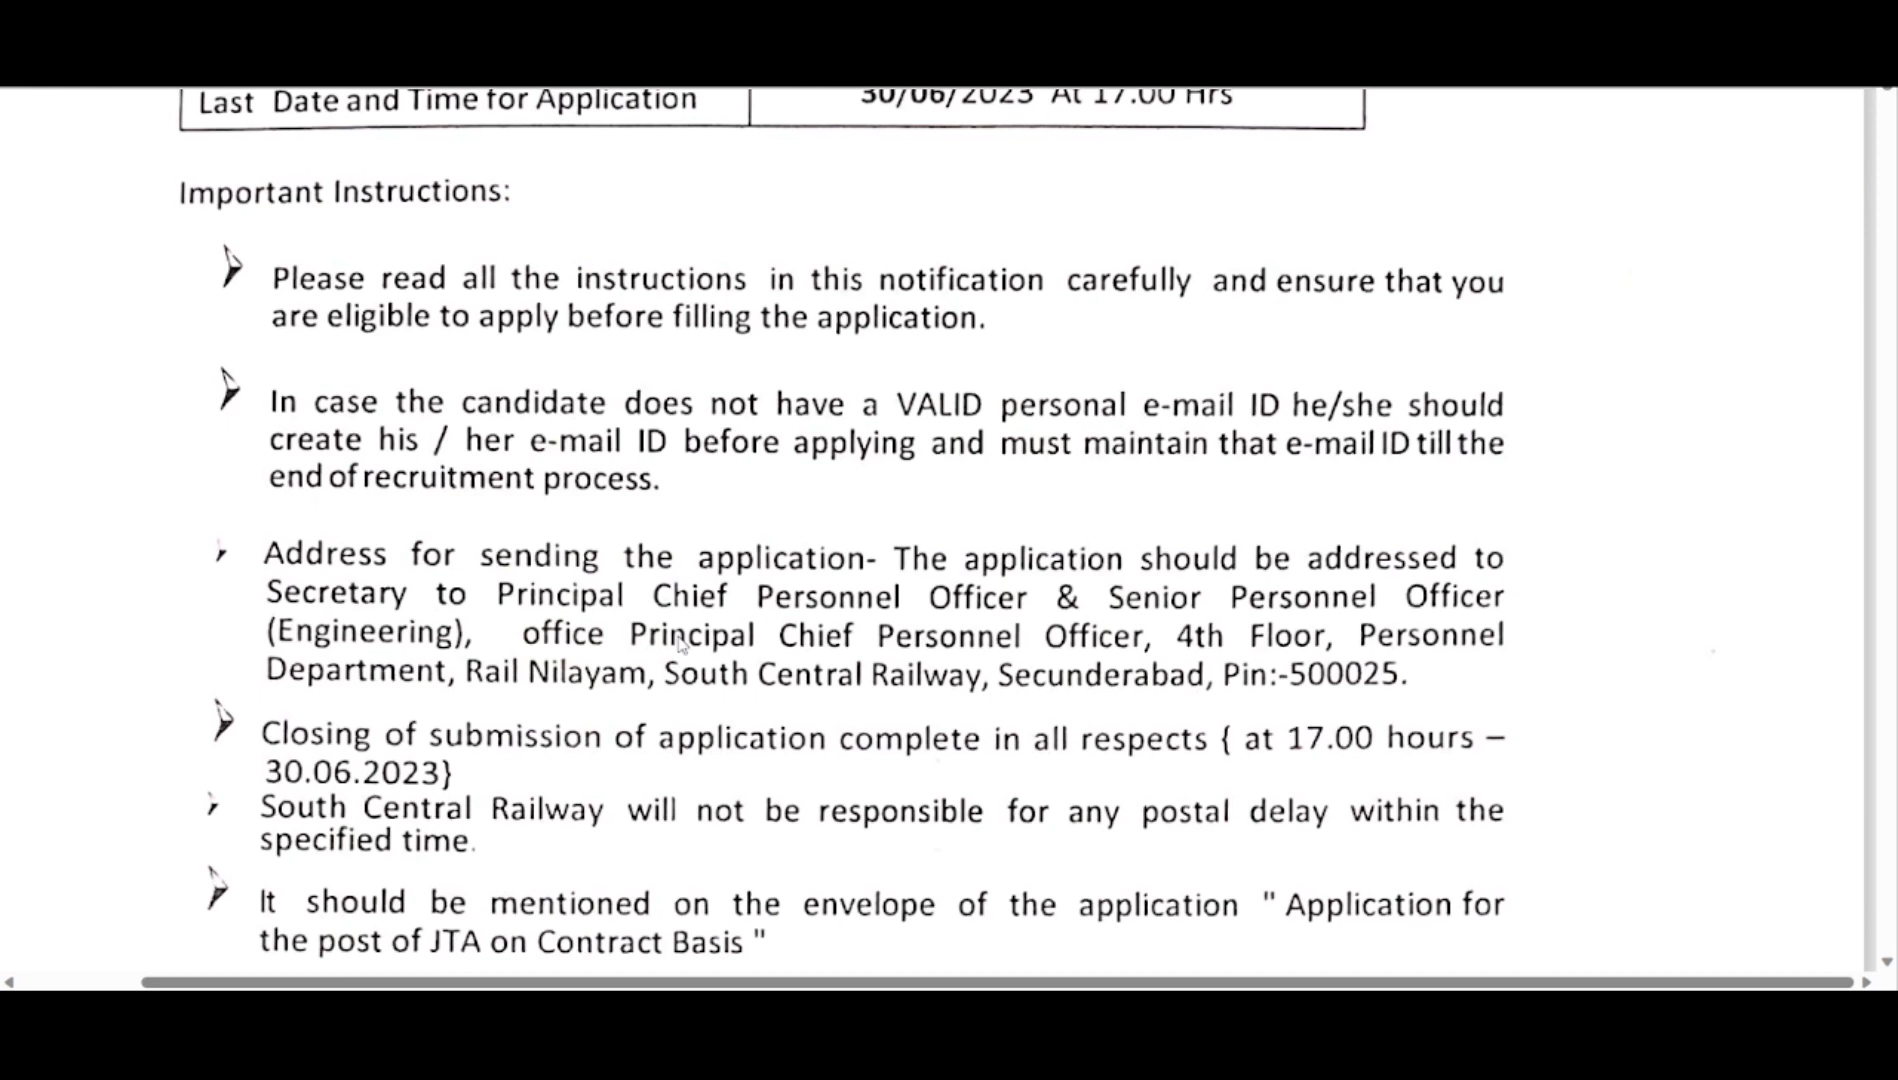 Last Date and Time for Application 30/06/2023 At 17.00 Hrs
Important Instructions:
Please read all the instructions in this notification carefully and ensure that you
are eligible to apply before filling the application.
In case the candidate does not have a VALID personal e-mail ID he/she should
create his / her e-mail ID before applying and must maintain that e-mail ID till the
end of recruitment process.
Address for sending the application- The application should be addressed to
Secretary to Principal Chief Personnel Officer & Senior Personnel Officer
(Engineering), office Principal Chief Personnel Officer, 4th Floor, Personnel
Department, Rail Nilayam, South Central Railway, Secunderabad, Pin:-500025.
Closing of submission of application complete in all respects { at 17.00 hours –
30.06.2023}
South Central Railway will not be responsible for any postal delay within the
specified time.
It should be mentioned on the envelope of the application " Application for
the post of JTA on Contract Basis "